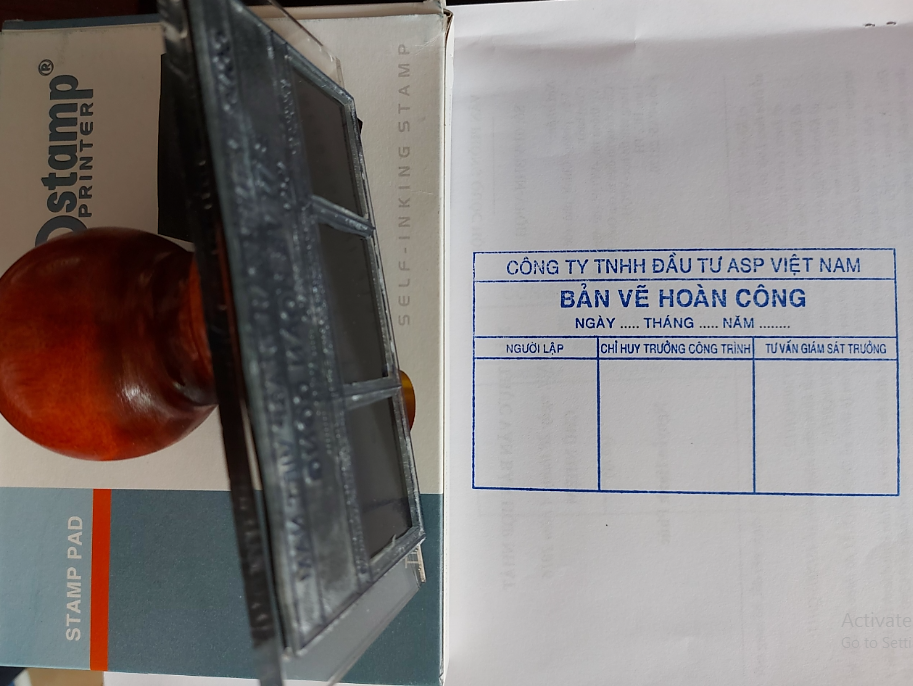 stamp®
PRINTER
SELF-INKING STAMP
STAMP PAD
CÔNG TY TNHH ĐẦU TƯ ASP VIỆT NAM
BẢN VẼ HOÀN CÔNG
NGÀY ..... THÁNG ..... NĂM ........
NGƯỜI LẬP
CHỈ HUY TRƯỞNG CÔNG TRÌNH
TƯ VẤN GIÁM SÁT TRƯỞNG
Activate
Go to Setti